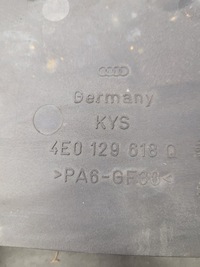 Germany
KYS
4E0 129 618 Q
>PA6-GF30<